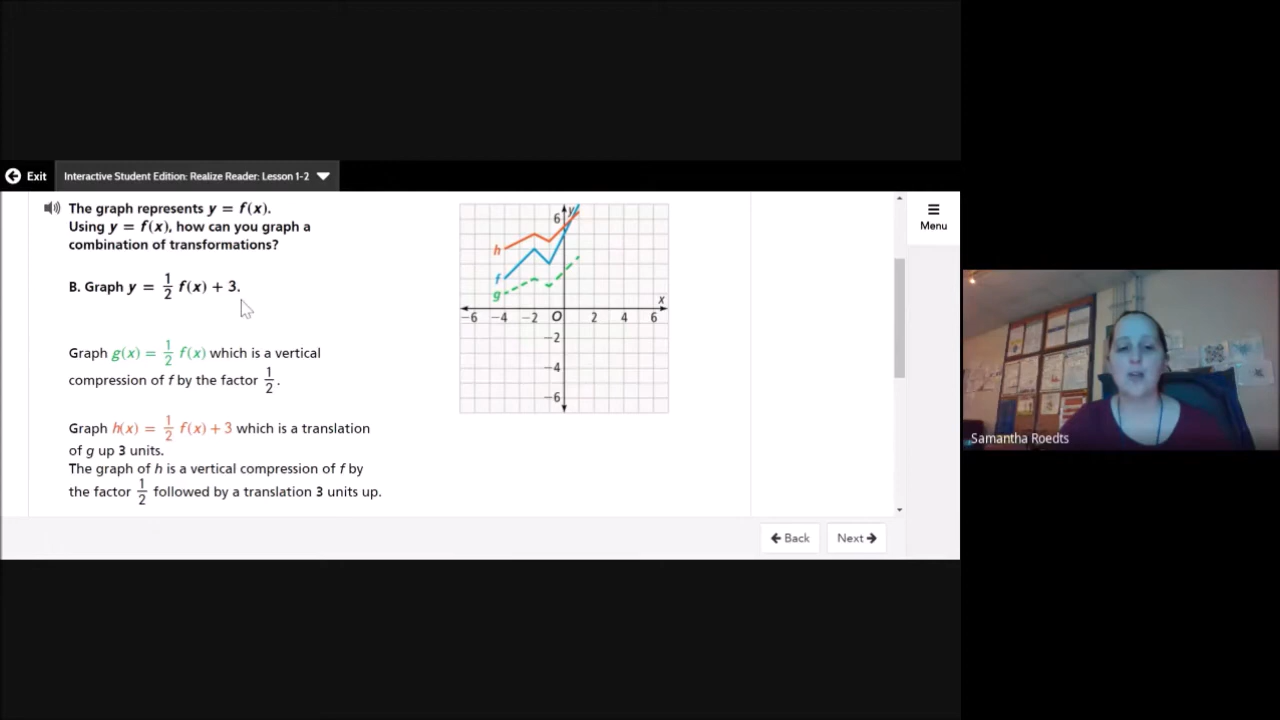 Exit
Interactive Student Edition: Realize Reader: Lesson 1-2
Menu
The graph represents y = f(x).
Using y = f(x), how can you graph a
combination of transformations?
B. Graph y = 1/2 f(x) + 3.
Graph g(x) = 1/2 f(x) which is a vertical
compression of f by the factor 1/2.
Graph h(x) = 1/2 f(x) + 3 which is a translation
of g up 3 units.
The graph of h is a vertical compression of f by
the factor 1/2 followed by a translation 3 units up.
6 y
h
f
g
x
−6 −4 −2 O 2 4 6
−2
−4
−6
Back
Next
Samantha Roedts